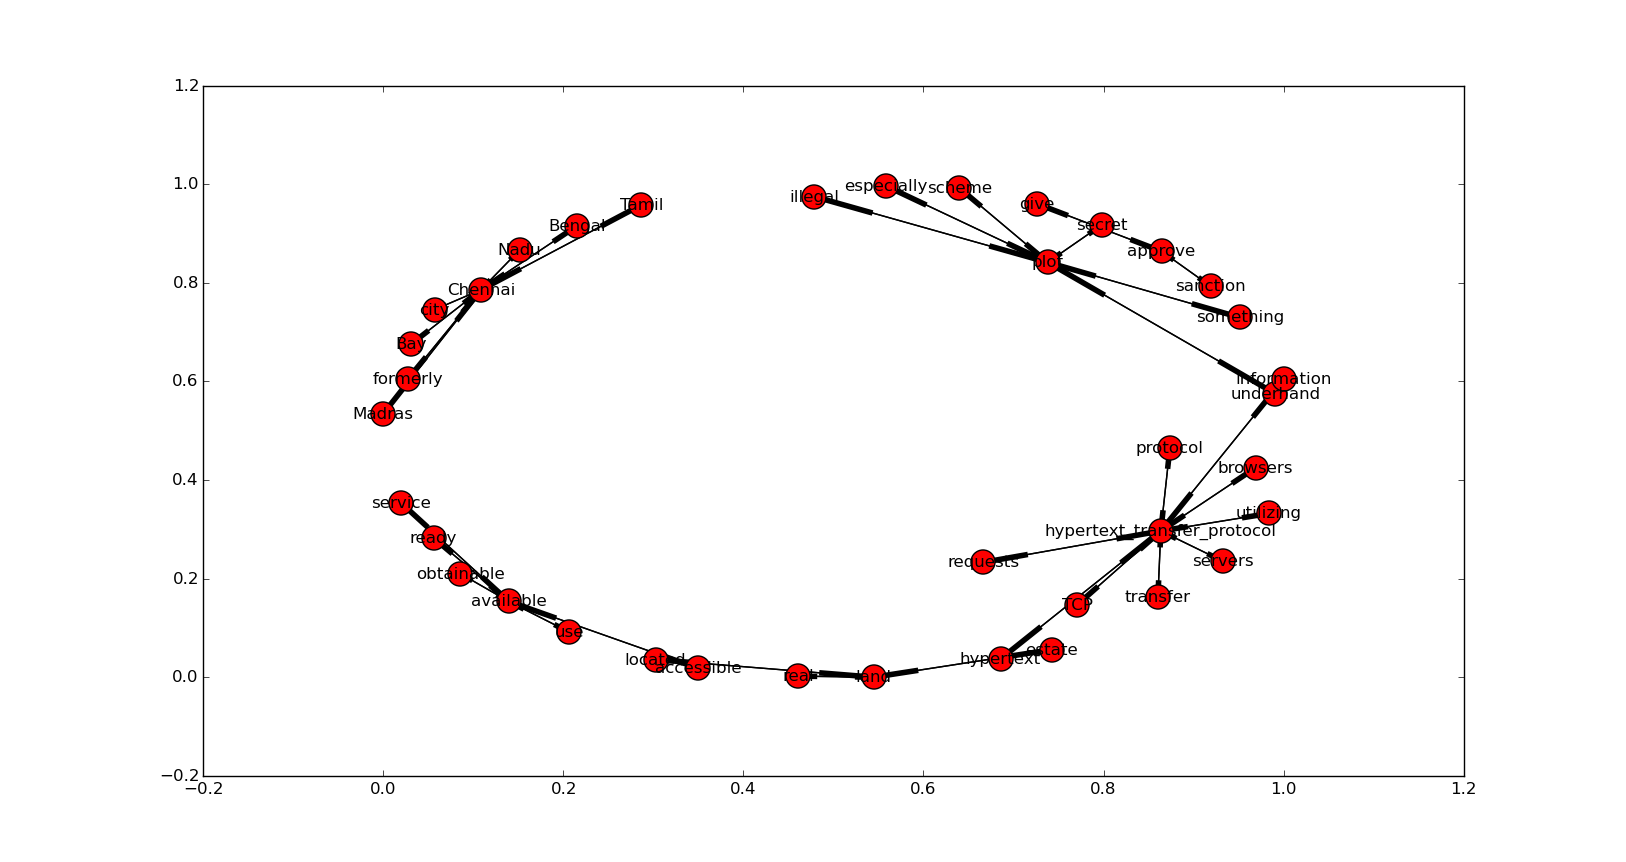 1.2
1.0
0.8
0.6
0.4
0.2
0.0
−0.2
−0.2
0.0
0.2
0.4
0.6
0.8
1.0
1.2
illegal
especially
scheme
give
secret
approve
plot
sanction
something
Tamil
Bengal
Nadu
Chennai
city
Bay
formerly
Madras
information
underhand
protocol
browsers
utilizing
hypertext_transfer_protocol
servers
requests
transfer
TCP
estate
hypertext
service
ready
obtainable
available
use
located
accessible
real
land